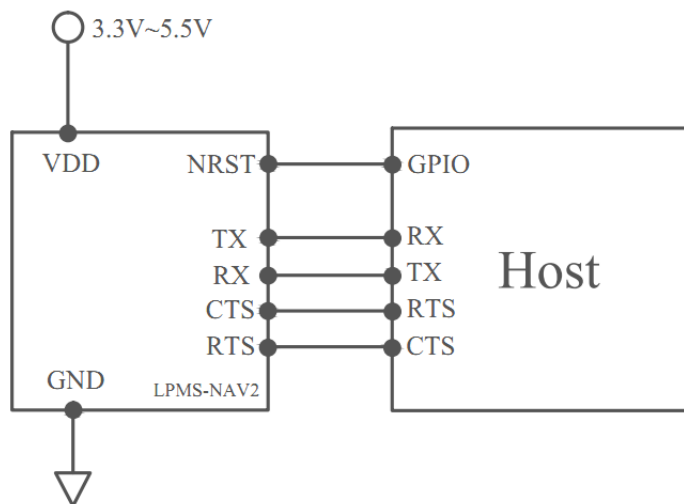 3.3V~5.5V
VDD
NRST
GPIO
TX
RX
RX
TX
CTS
RTS
RTS
CTS
Host
GND
LPMS-NAV2